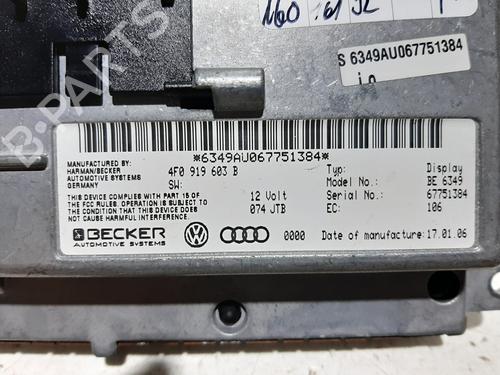 160 61 92
S 6349AU067751384
i.o
*6349AU067751384*
MANUFACTURED BY:
HARMAN/BECKER
AUTOMOTIVE SYSTEMS
GERMANY
4F0 919 603 B
SW:
Typ: Display
Model No.: BE 6349
THIS DEVICE COMPLIES WITH PART 15 OF
THE FCC RULES. OPERATION IS SUBJECT TO
THE CONDITION THAT THIS DEVICE DOES
NOT CAUSE HARMFUL INTERFERENCE.
12 Volt
074 JTB
Serial No.: 67751384
EC: 106
BECKER
AUTOMOTIVE SYSTEMS
0000
Date of manufacture: 17.01.06
B-PARTS